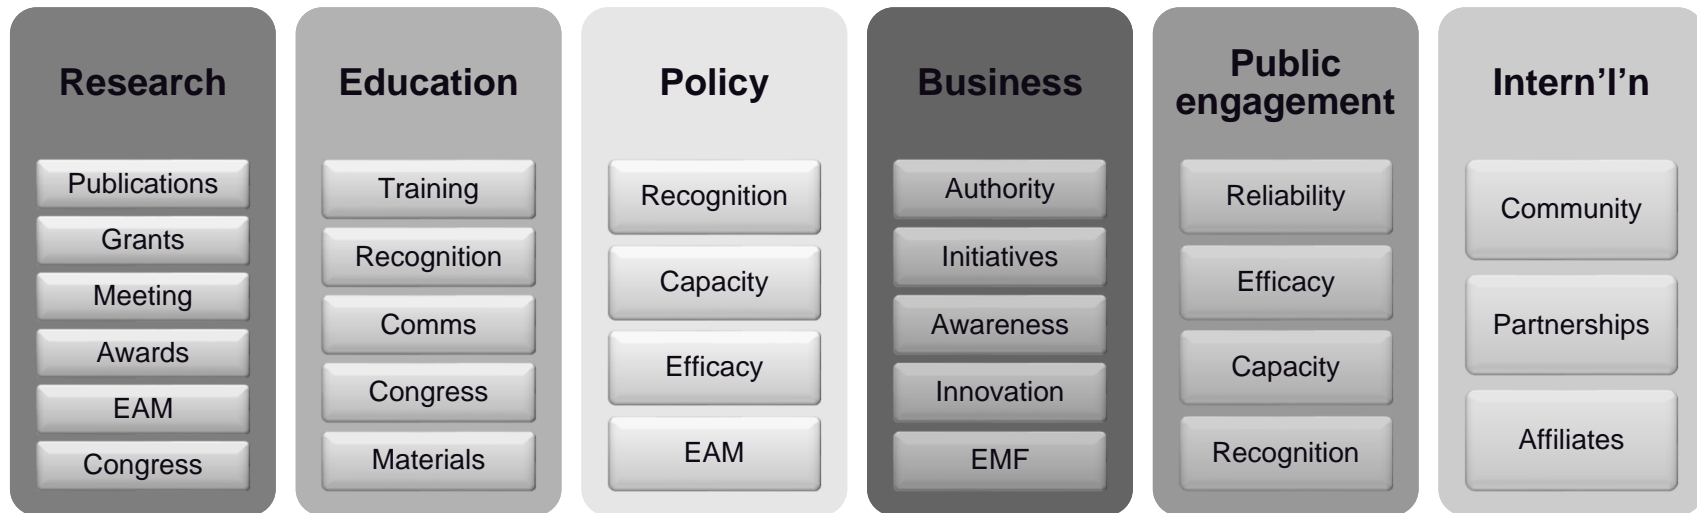 Research
Publications
Grants
Meeting
Awards
EAM
Congress
Education
Training
Recognition
Comms
Congress
Materials
Policy
Recognition
Capacity
Efficacy
EAM
Business
Authority
Initiatives
Awareness
Innovation
EMF
Public
engagement
Reliability
Efficacy
Capacity
Recognition
Intern’l’n
Community
Partnerships
Affiliates